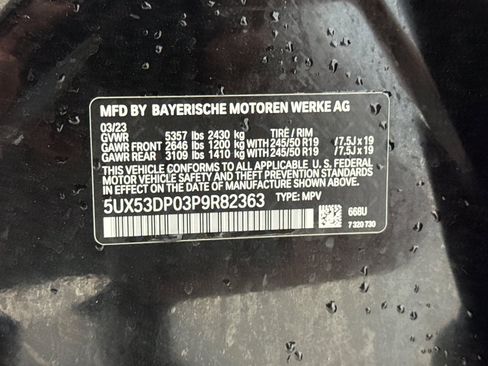 MFD BY BAYERISCHE MOTOREN WERKE AG
03/23
GVWR 5357 lbs 2430 kg TIRE / RIM
GAWR FRONT 2646 lbs 1200 kg WITH 245/50 R19 / 7.5J x 19
GAWR REAR 3109 lbs 1410 kg WITH 245/50 R19 / 7.5J x 19
THIS VEHICLE CONFORMS TO ALL APPLICABLE U.S. FEDERAL
MOTOR VEHICLE SAFETY AND THEFT PREVENTION STANDARDS
IN EFFECT ON THE DATE OF MANUFACTURE SHOWN ABOVE.
5UX53DP03P9R82363 TYPE: MPV
668U
7 320 730